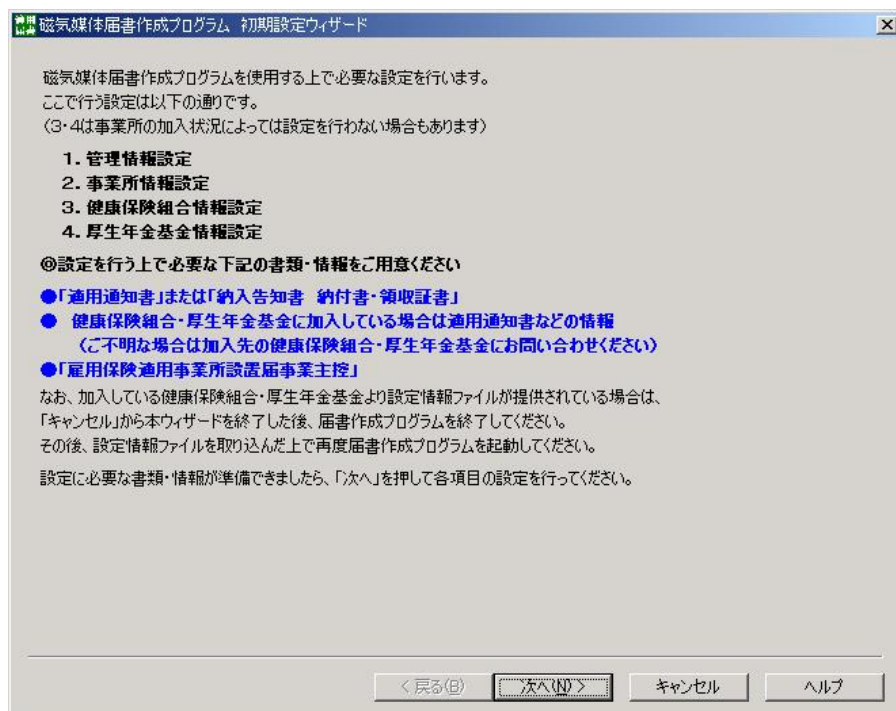 磁気媒体届書作成プログラム 初期設定ウィザード
磁気媒体届書作成プログラムを使用する上で必要な設定を行います。
ここで行う設定は以下の通りです。
(3・4は事業所の加入状況によっては設定を行わない場合もあります)
1. 管理情報設定
2. 事業所情報設定
3. 健康保険組合情報設定
4. 厚生年金基金情報設定
◎設定を行う上で必要な下記の書類・情報をご用意ください
●「適用通知書」または「納入告知書 納付書・領収証書」
● 健康保険組合・厚生年金基金に加入している場合は適用通知書などの情報
(ご不明な場合は加入先の健康保険組合・厚生年金基金にお問い合わせください)
●「雇用保険適用事業所設置届事業主控」
なお、加入している健康保険組合・厚生年金基金より設定情報ファイルが提供されている場合は、
「キャンセル」から本ウィザードを終了した後、届書作成プログラムを終了してください。
その後、設定情報ファイルを取り込んだ上で再度届書作成プログラムを起動してください。
設定に必要な書類・情報が準備できましたら、「次へ」を押して各項目の設定を行ってください。
< 戻る(B) 次へ(N) > キャンセル ヘルプ